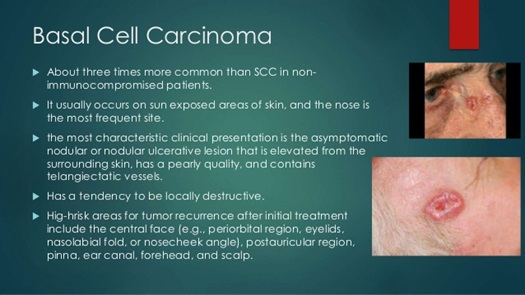 Basal Cell Carcinoma
About three times more common than SCC in non-
immunocompromised patients.
It usually occurs on sun exposed areas of skin, and the nose is
the most frequent site.
the most characteristic clinical presentation is the asymptomatic
nodular or nodular ulcerative lesion that is elevated from the
surrounding skin, has a pearly quality, and contains
telangiectatic vessels.
Has a tendency to be locally destructive.
Hig-hrisk areas for tumor recurrence after initial treatment
include the central face (e.g., periorbital region, eyelids,
nasolabial fold, or nosecheek angle), postauricular region,
pinna, ear canal, forehead, and scalp.